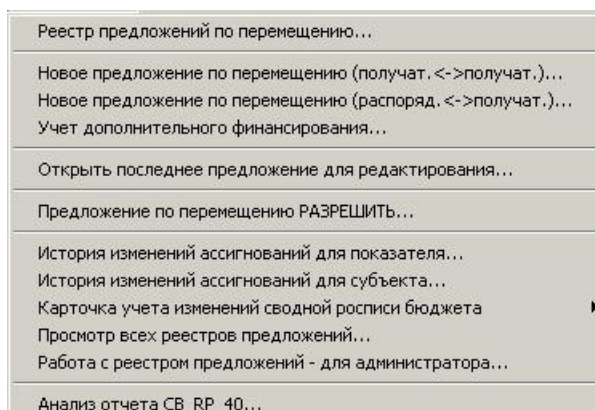 Реестр предложений по перемещению...
Новое предложение по перемещению (получат.<->получат.)...
Новое предложение по перемещению (распоряд.<->получат.)...
Учет дополнительного финансирования...
Открыть последнее предложение для редактирования...
Предложение по перемещению РАЗРЕШИТЬ...
История изменений ассигнований для показателя...
История изменений ассигнований для субъекта...
Карточка учета изменений сводной росписи бюджета
Просмотр всех реестров предложений...
Работа с реестром предложений - для администратора...
Анализ отчета СВ_RP_40...